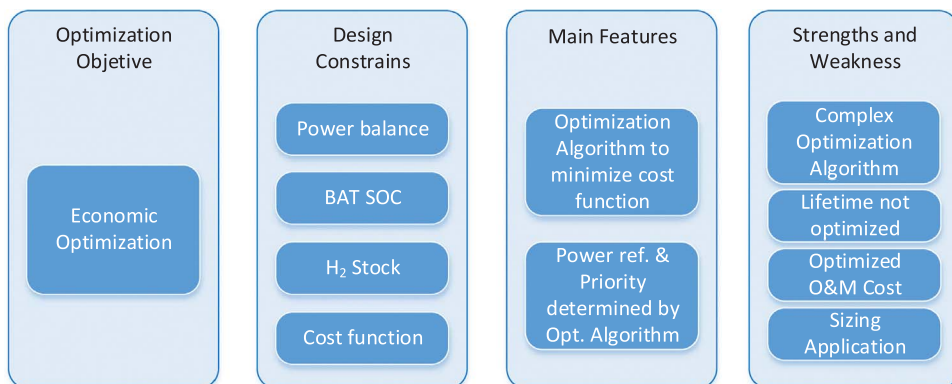 Optimization
Objetive
Economic
Optimization
Design
Constrains
Power balance
BAT SOC
H₂ Stock
Cost function
Main Features
Optimization
Algorithm to
minimize cost
function
Power ref. &
Priority
determined by
Opt. Algorithm
Strengths and
Weakness
Complex
Optimization
Algorithm
Lifetime not
optimized
Optimized
O&M Cost
Sizing
Application